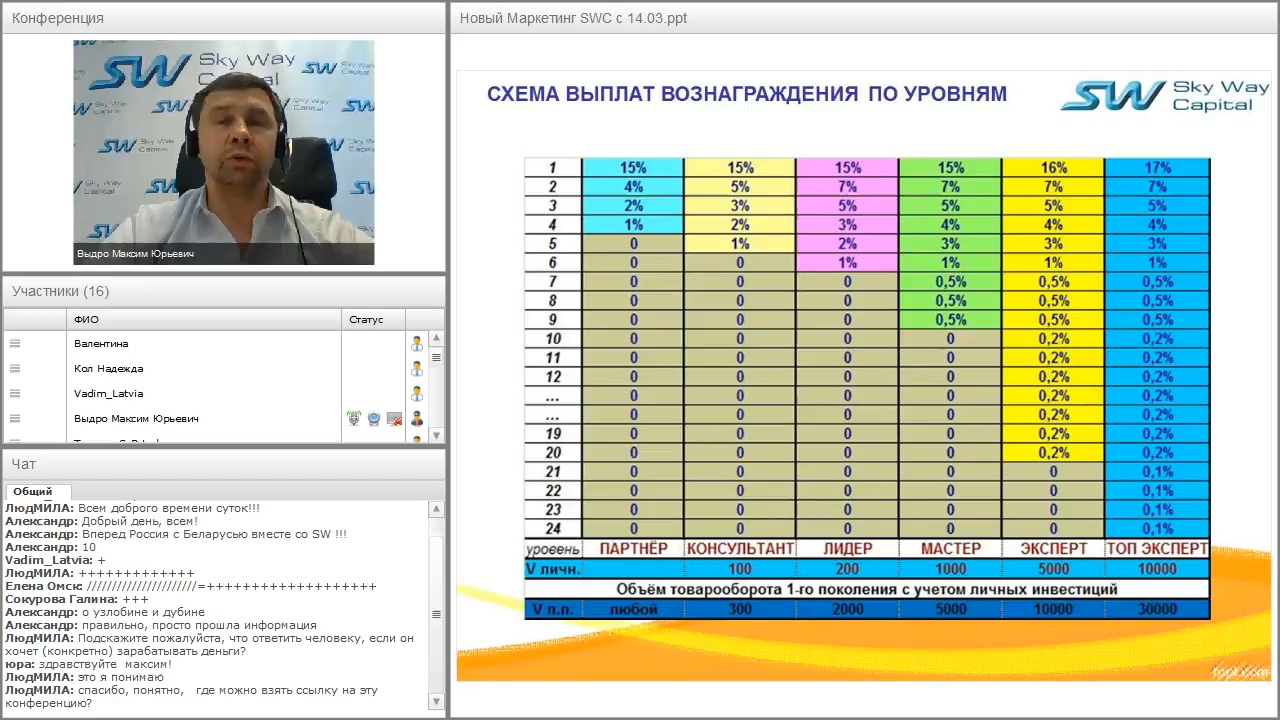 Конференция
Sky Way
Capital
Выдро Максим Юрьевич
Участники (16)
ФИО Статус
Валентина
Кол Надежда
Vadim_Latvia
Выдро Максим Юрьевич
Чат
Общий
ЛюдМИЛА: Всем доброго времени суток!!!
Александр: Добрый день, всем!
Александр: Вперед Россия с Беларусью вместе со SW !!!
Александр: 10
Vadim_Latvia: +
ЛюдМИЛА: +++++++++++++
Елена Омск: //////////////////////=++++++++++++++++++++
Сокурова Галина: +++
Александр: о узлобине и дубине
Александр: правильно, просто прошла информация
ЛюдМИЛА: Подскажите пожалуйста, что ответить человеку, если он
хочет (конкретно) зарабатывать деньги?
юра: здравствуйте максим!
ЛюдМИЛА: это я понимаю
ЛюдМИЛА: спасибо, понятно, где можно взять ссылку на эту
конференцию?
Новый Маркетинг SWC с 14.03.ppt
СХЕМА ВЫПЛАТ ВОЗНАГРАЖДЕНИЯ ПО УРОВНЯМ
SW Sky Way
Capital
1 15% 15% 15% 15% 16% 17%
2 4% 5% 7% 7% 7% 7%
3 2% 3% 5% 5% 5% 5%
4 1% 2% 3% 4% 4% 4%
5 0 1% 2% 3% 3% 3%
6 0 0 1% 1% 1% 1%
7 0 0 0 0,5% 0,5% 0,5%
8 0 0 0 0,5% 0,5% 0,5%
9 0 0 0 0,5% 0,5% 0,5%
10 0 0 0 0 0,2% 0,2%
11 0 0 0 0 0,2% 0,2%
12 0 0 0 0 0,2% 0,2%
... 0 0 0 0 0,2% 0,2%
... 0 0 0 0 0,2% 0,2%
19 0 0 0 0 0,2% 0,2%
20 0 0 0 0 0,2% 0,2%
21 0 0 0 0 0 0,1%
22 0 0 0 0 0 0,1%
23 0 0 0 0 0 0,1%
24 0 0 0 0 0 0,1%
уровень ПАРТНЁР КОНСУЛЬТАНТ ЛИДЕР МАСТЕР ЭКСПЕРТ ТОП ЭКСПЕРТ
V личн. 100 200 1000 5000 10000
Объём товарооборота 1-го поколения с учетом личных инвестиций
V п.п. любой 300 2000 5000 10000 30000